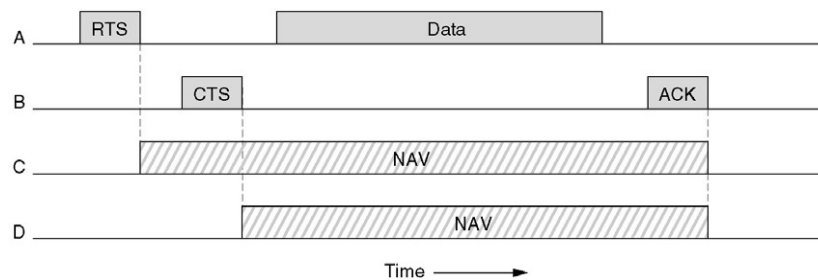 A RTS Data
B CTS ACK
C NAV
D NAV
Time